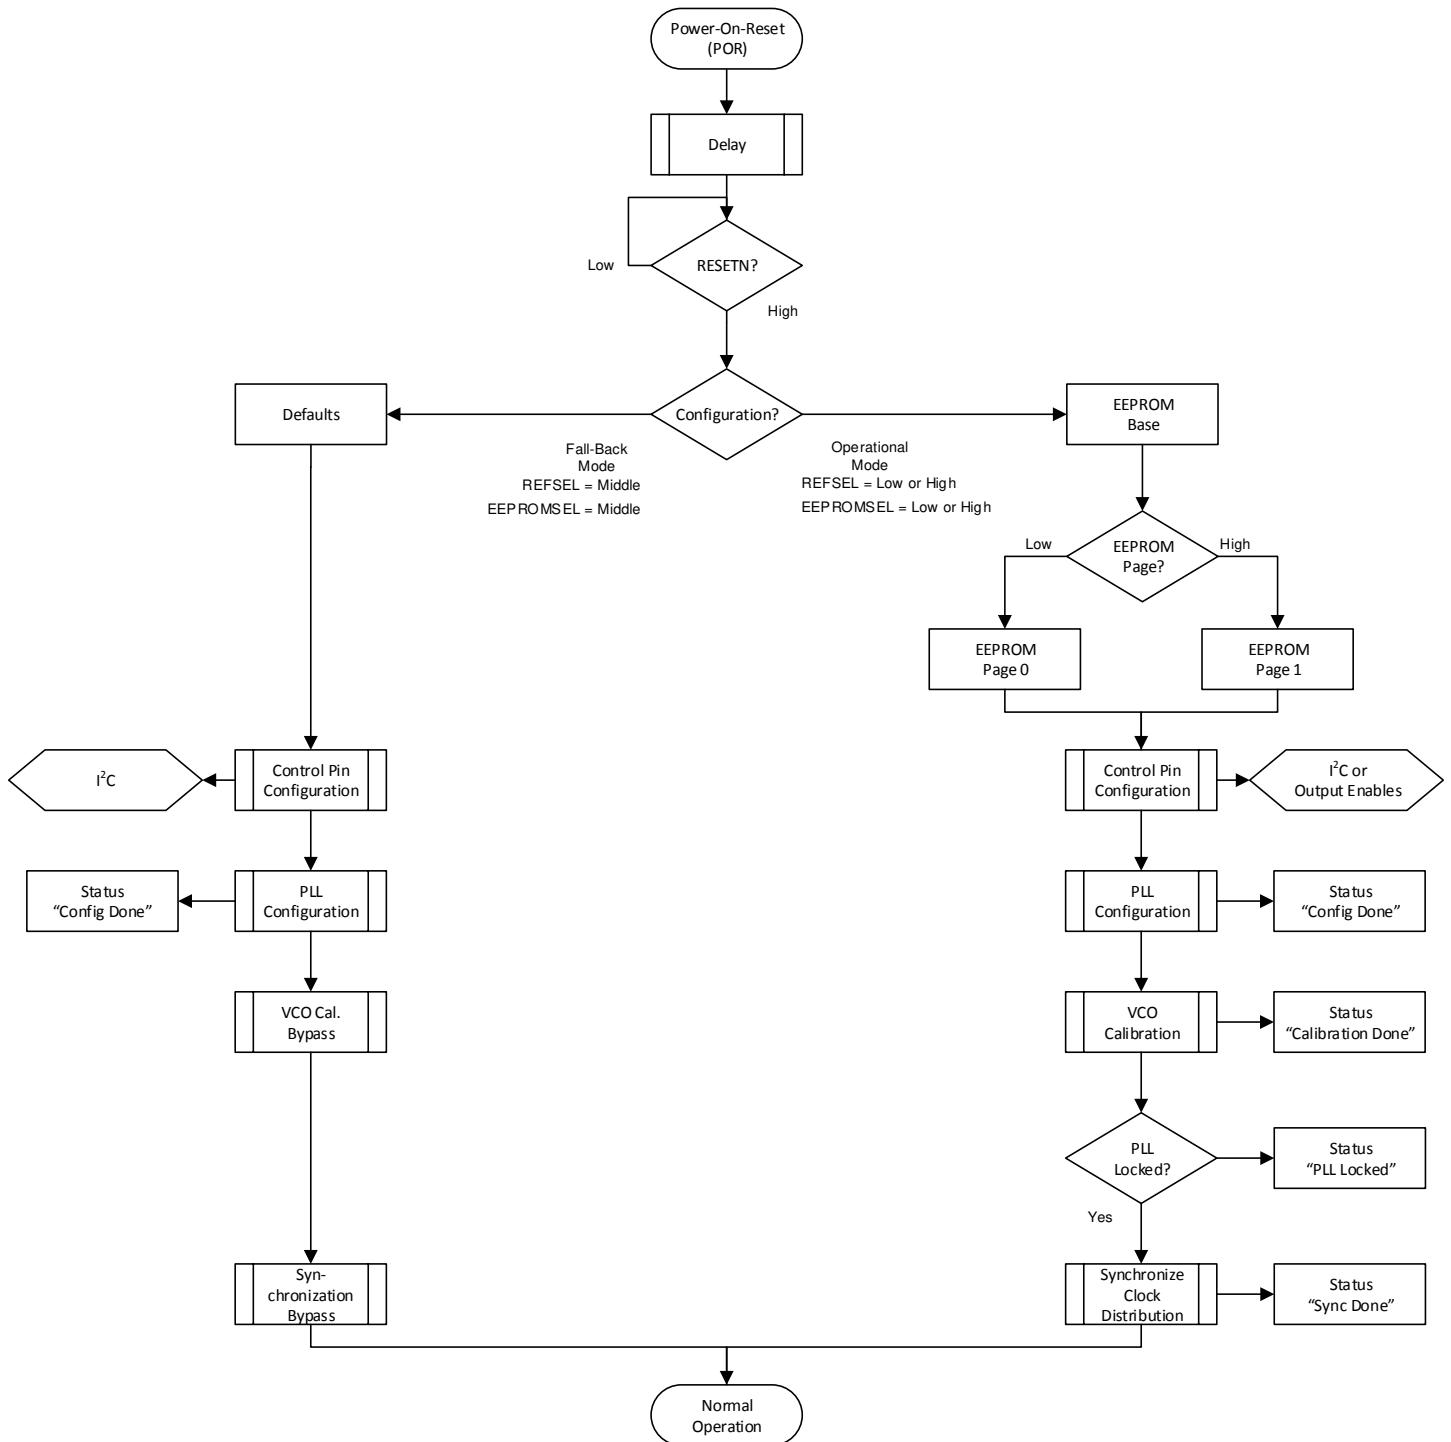 Power-On-Reset
(POR)
Delay
RESETN?
Low
High
Configuration?
Defaults
EEPROM
Base
Fall-Back
Mode
REFSEL = Middle
EEPROMSEL = Middle
Operational
Mode
REFSEL = Low or High
EEPROMSEL = Low or High
EEPROM
Page?
Low
High
EEPROM
Page 0
EEPROM
Page 1
I²C
Control Pin
Configuration
Control Pin
Configuration
I²C or
Output Enables
Status
“Config Done”
PLL
Configuration
PLL
Configuration
Status
“Config Done”
VCO Cal.
Bypass
VCO
Calibration
Status
“Calibration Done”
PLL
Locked?
Status
“PLL Locked”
Yes
Syn-
chronization
Bypass
Synchronize
Clock
Distribution
Status
“Sync Done”
Normal
Operation